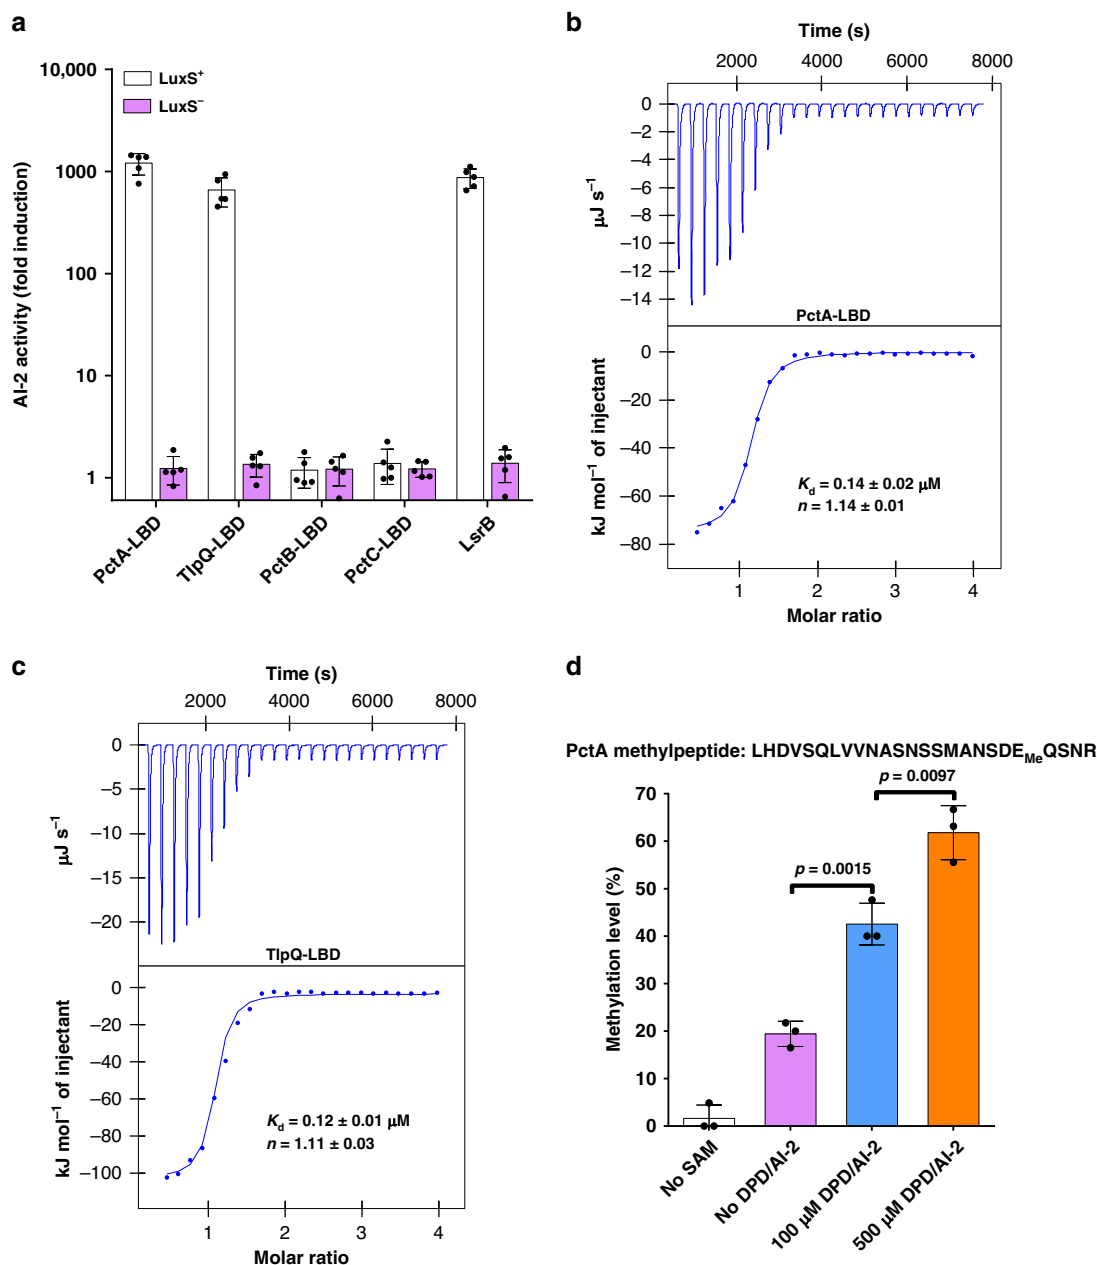 a
10,000
1000
100
10
1
AI-2 activity (fold induction)
LuxS⁺
LuxS⁻
PctA-LBD
TlpQ-LBD
PctB-LBD
PctC-LBD
LsrB
b
Time (s)
2000 4000 6000 8000
0
−2
−4
−6
−8
−10
−12
−14
μJ s⁻¹
PctA-LBD
0
−20
−40
−60
−80
kJ mol⁻¹ of injectant
Kd = 0.14 ± 0.02 μM
n = 1.14 ± 0.01
1 2 3 4
Molar ratio
c
Time (s)
2000 4000 6000 8000
0
−5
−10
−15
−20
μJ s⁻¹
TlpQ-LBD
0
−20
−40
−60
−80
−100
kJ mol⁻¹ of injectant
Kd = 0.12 ± 0.01 μM
n = 1.11 ± 0.03
1 2 3 4
Molar ratio
d
PctA methylpeptide: LHDVSQLVVNASNSSMANSDEMeQSNR
p = 0.0097
p = 0.0015
70
60
50
40
30
20
10
0
Methylation level (%)
No SAM
No DPD/AI-2
100 μM DPD/AI-2
500 μM DPD/AI-2